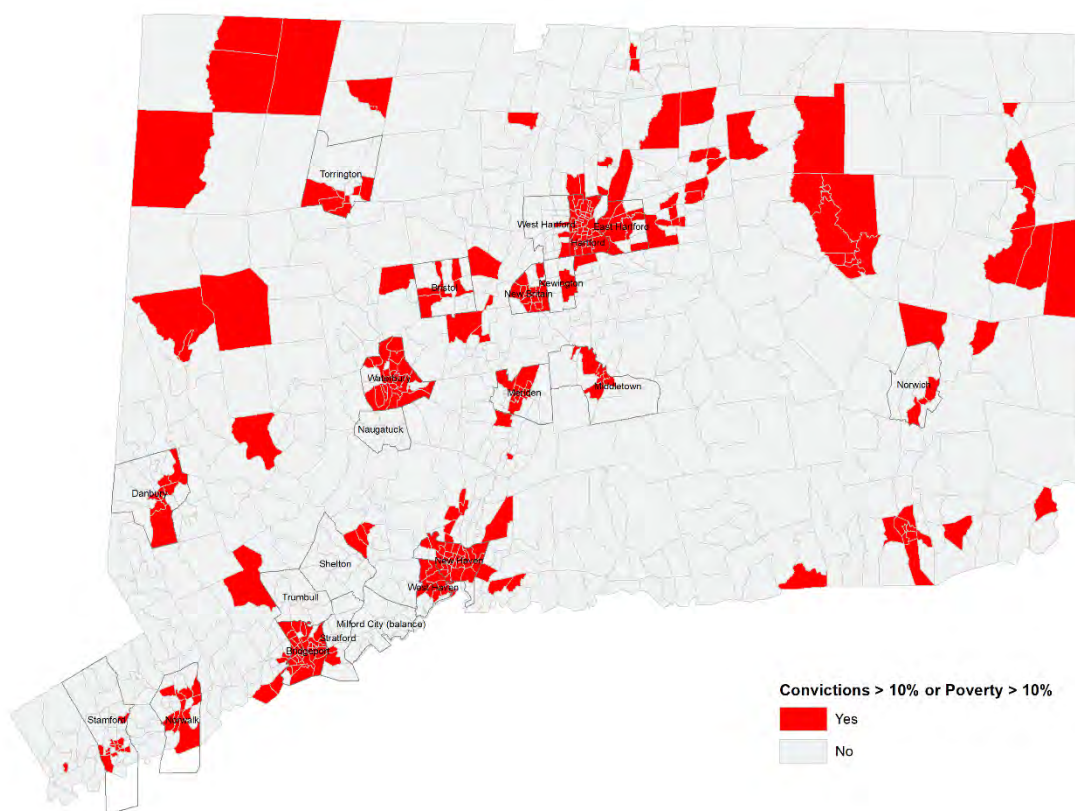 Torrington
West Hartford
East Hartford
Hartford
Newington
Bristol
New Britain
Waterbury
Meriden
Middletown
Norwich
Naugatuck
Danbury
New Haven
Shelton
West Haven
Trumbull
Milford City (balance)
Stratford
Bridgeport
Stamford
Norwalk
Convictions > 10% or Poverty > 10%
Yes
No